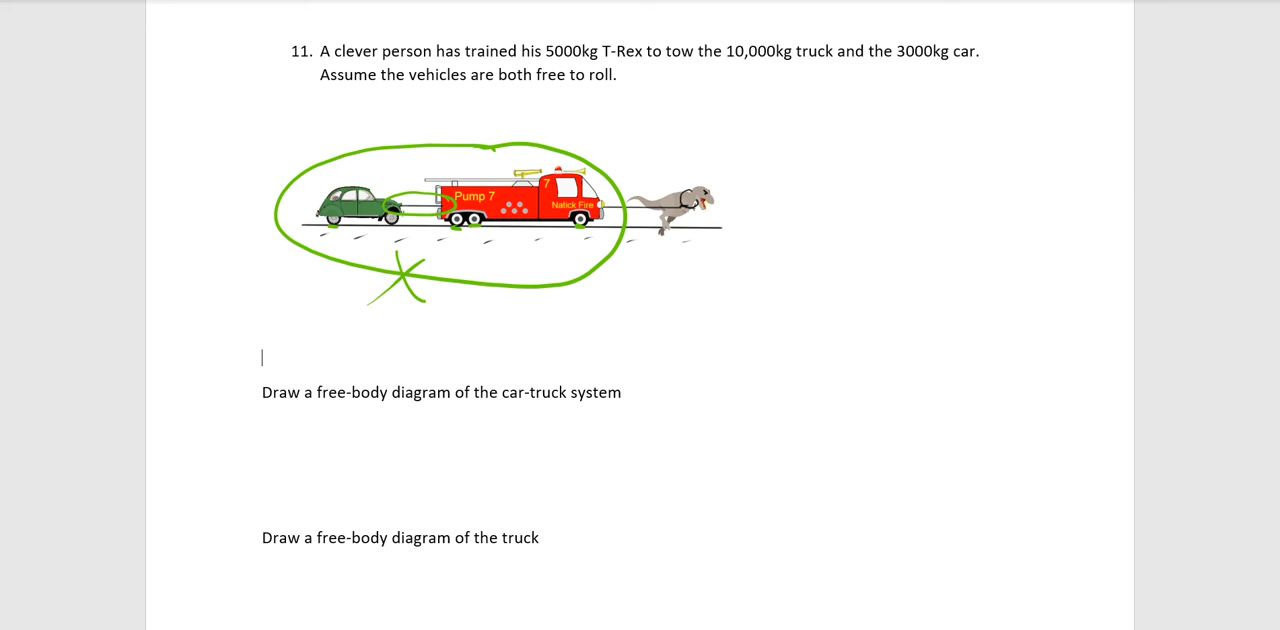 11. A clever person has trained his 5000kg T-Rex to tow the 10,000kg truck and the 3000kg car.
Assume the vehicles are both free to roll.
7
Pump 7
Natick Fire
Draw a free-body diagram of the car-truck system
Draw a free-body diagram of the truck